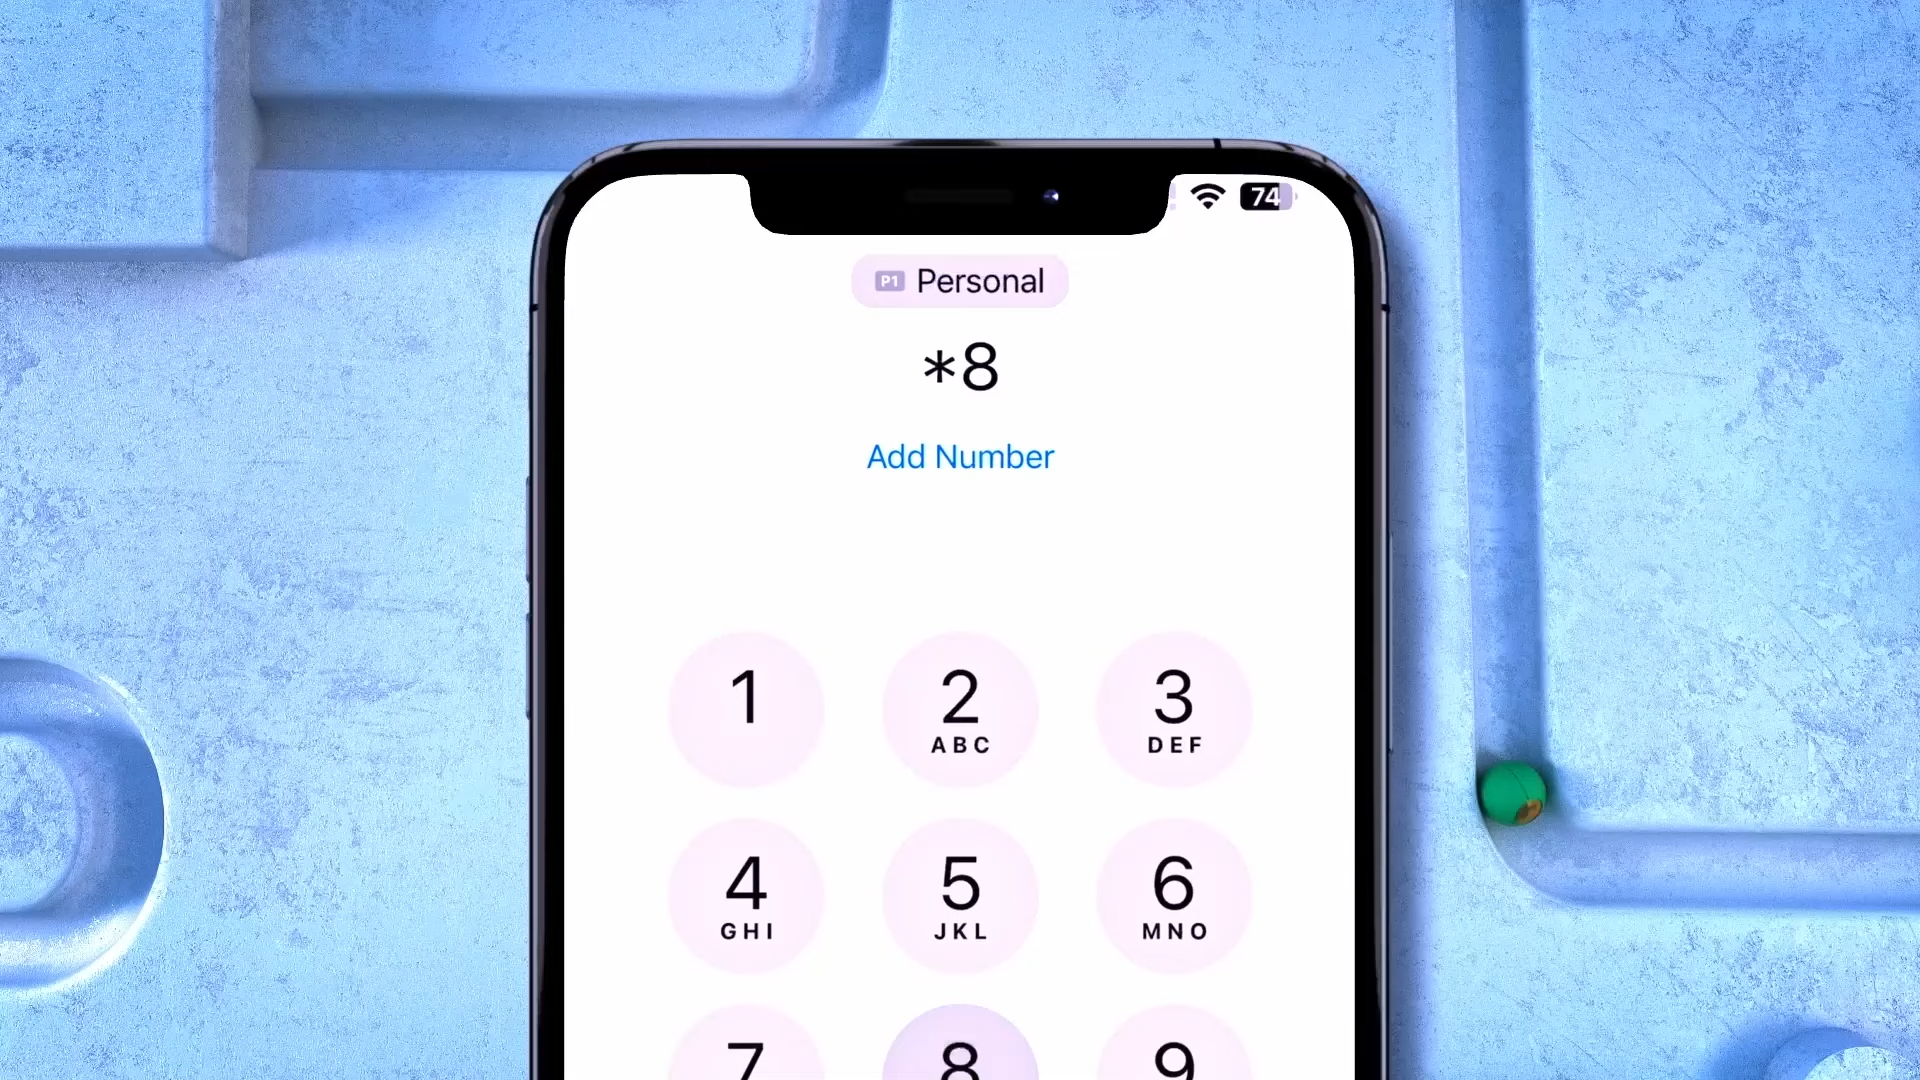 74
P1 Personal
*8
Add Number
1 2 3
ABC DEF
4 5 6
GHI JKL MNO
7 8 9